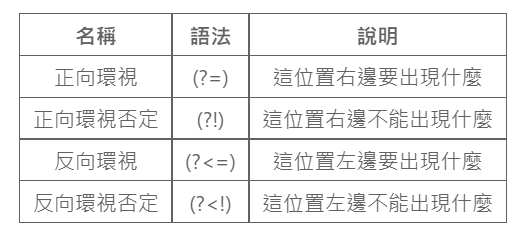 名稱 語法 說明
正向環視 (?=) 這位置右邊要出現什麼
正向環視否定 (?!) 這位置右邊不能出現什麼
反向環視 (?<=) 這位置左邊要出現什麼
反向環視否定 (?<!) 這位置左邊不能出現什麼